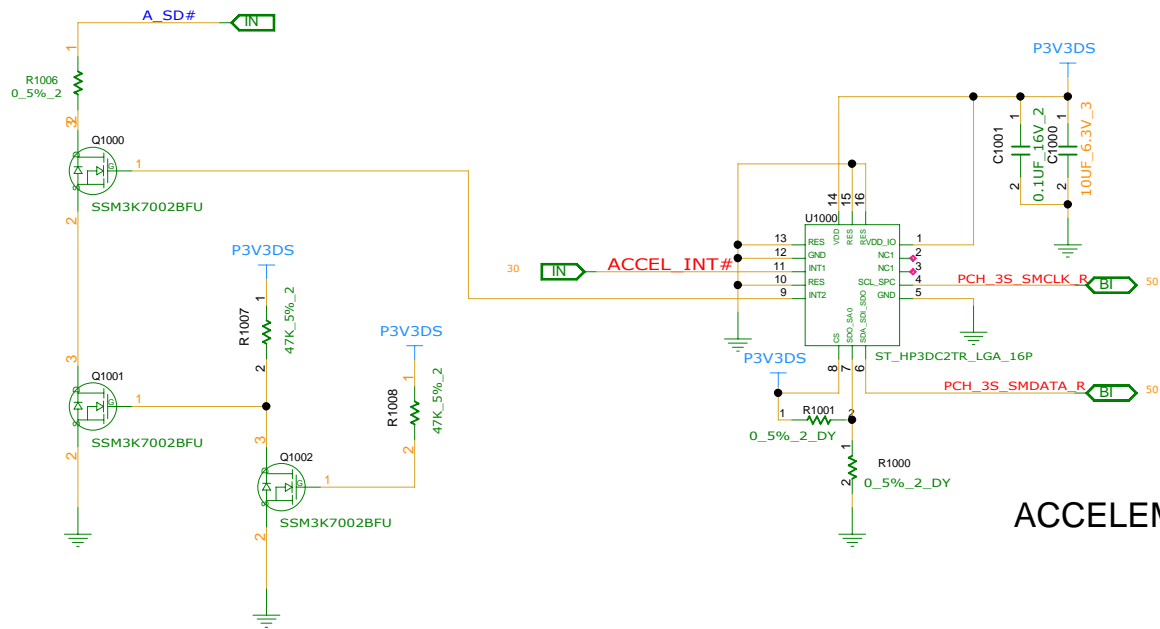 A_SD#
IN
1
R1006
0_5%_2
2
3
Q1000
1
G
S
SSM3K7002BFU
2
P3V3DS
1
R1007
47K_5%_2
2
P3V3DS
1
R1008
47K_5%_2
2
3
Q1001
1
G
S
SSM3K7002BFU
2
3
Q1002
1
G
S
SSM3K7002BFU
2
30
IN
ACCEL_INT#
P3V3DS
1
C1001
0.1UF_16V_2
2
1
C1000
10UF_6.3V_3
2
14
15
16
U1000
VDD
RES
RES
13
RES
VDD_IO
1
12
GND
NC1
2
11
INT1
NC1
3
10
RES
SCL_SPC
4
PCH_3S_SMCLK_R
BI
50
9
INT2
GND
5
CS
SDO_SA0
SDA_SDI_SDO
ST_HP3DC2TR_LGA_16P
P3V3DS
8
7
6
PCH_3S_SMDATA_R
BI
50
1
R1001
2
0_5%_2_DY
1
R1000
2
0_5%_2_DY
ACCELEM